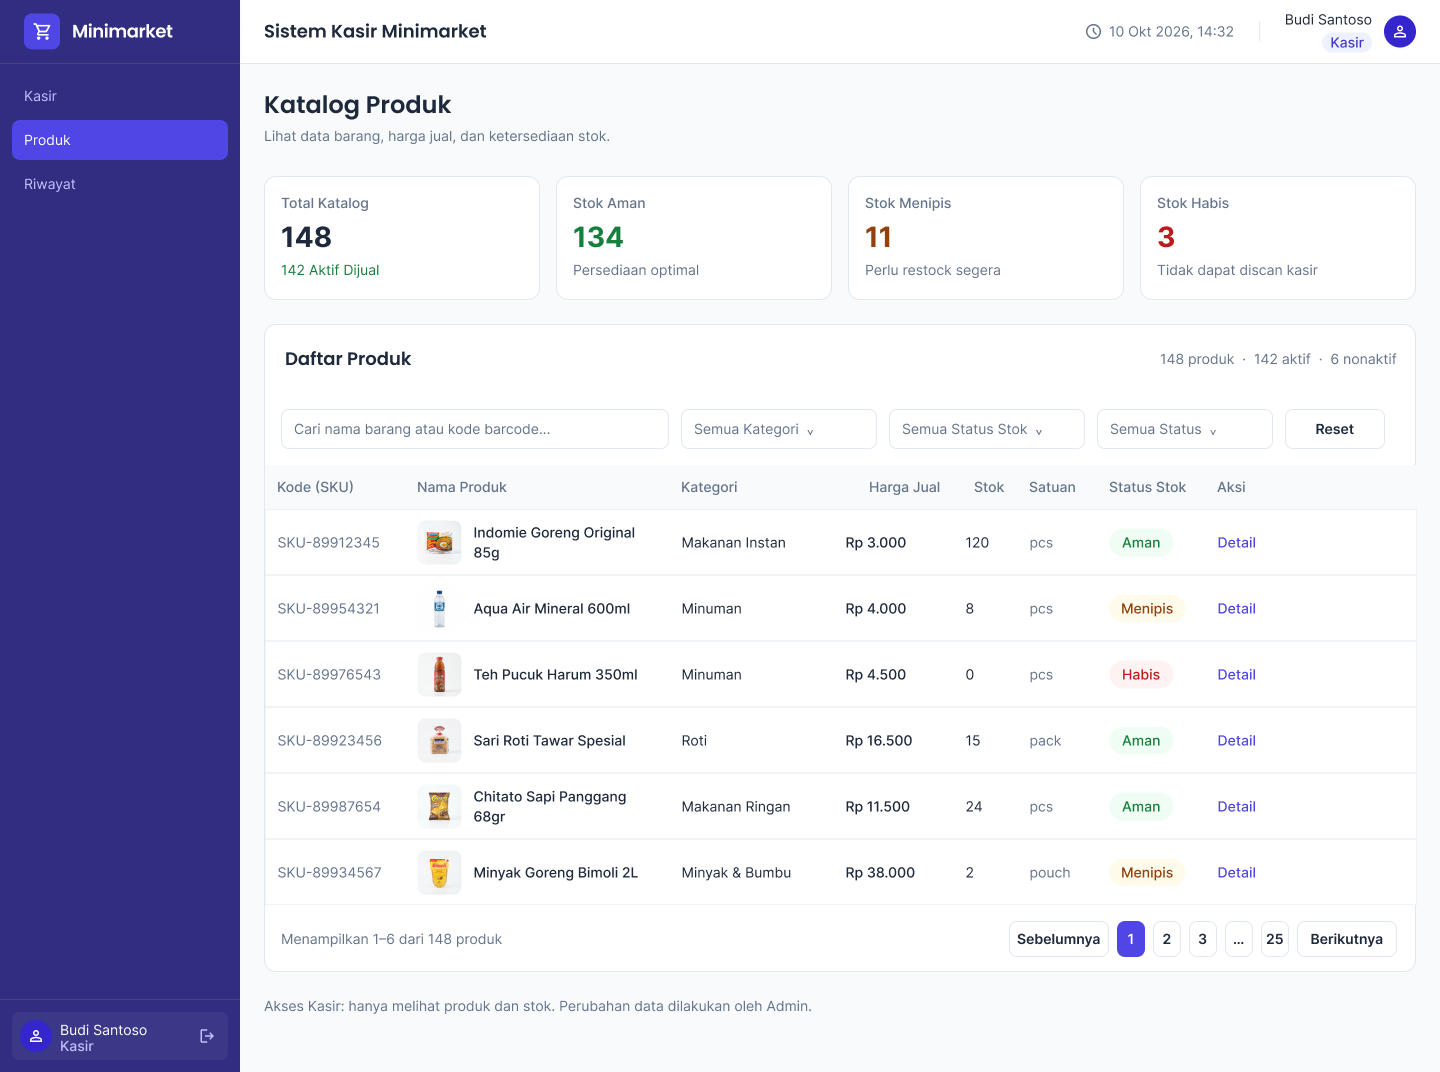 Minimarket
Kasir
Produk
Riwayat
Budi Santoso
Kasir
Sistem Kasir Minimarket
10 Okt 2026, 14:32
Budi Santoso
Kasir
Katalog Produk
Lihat data barang, harga jual, dan ketersediaan stok.
Total Katalog
148
142 Aktif Dijual
Stok Aman
134
Persediaan optimal
Stok Menipis
11
Perlu restock segera
Stok Habis
3
Tidak dapat discan kasir
Daftar Produk
148 produk · 142 aktif · 6 nonaktif
Cari nama barang atau kode barcode...
Semua Kategori
Semua Status Stok
Semua Status
Reset
Kode (SKU) Nama Produk Kategori Harga Jual Stok Satuan Status Stok Aksi
SKU-89912345 Indomie Goreng Original
85g Makanan Instan Rp 3.000 120 pcs Aman Detail
SKU-89954321 Aqua Air Mineral 600ml Minuman Rp 4.000 8 pcs Menipis Detail
SKU-89976543 Teh Pucuk Harum 350ml Minuman Rp 4.500 0 pcs Habis Detail
SKU-89923456 Sari Roti Tawar Spesial Roti Rp 16.500 15 pack Aman Detail
SKU-89987654 Chitato Sapi Panggang
68gr Makanan Ringan Rp 11.500 24 pcs Aman Detail
SKU-89934567 Minyak Goreng Bimoli 2L Minyak & Bumbu Rp 38.000 2 pouch Menipis Detail
Menampilkan 1–6 dari 148 produk
Sebelumnya 1 2 3 ... 25 Berikutnya
Akses Kasir: hanya melihat produk dan stok. Perubahan data dilakukan oleh Admin.